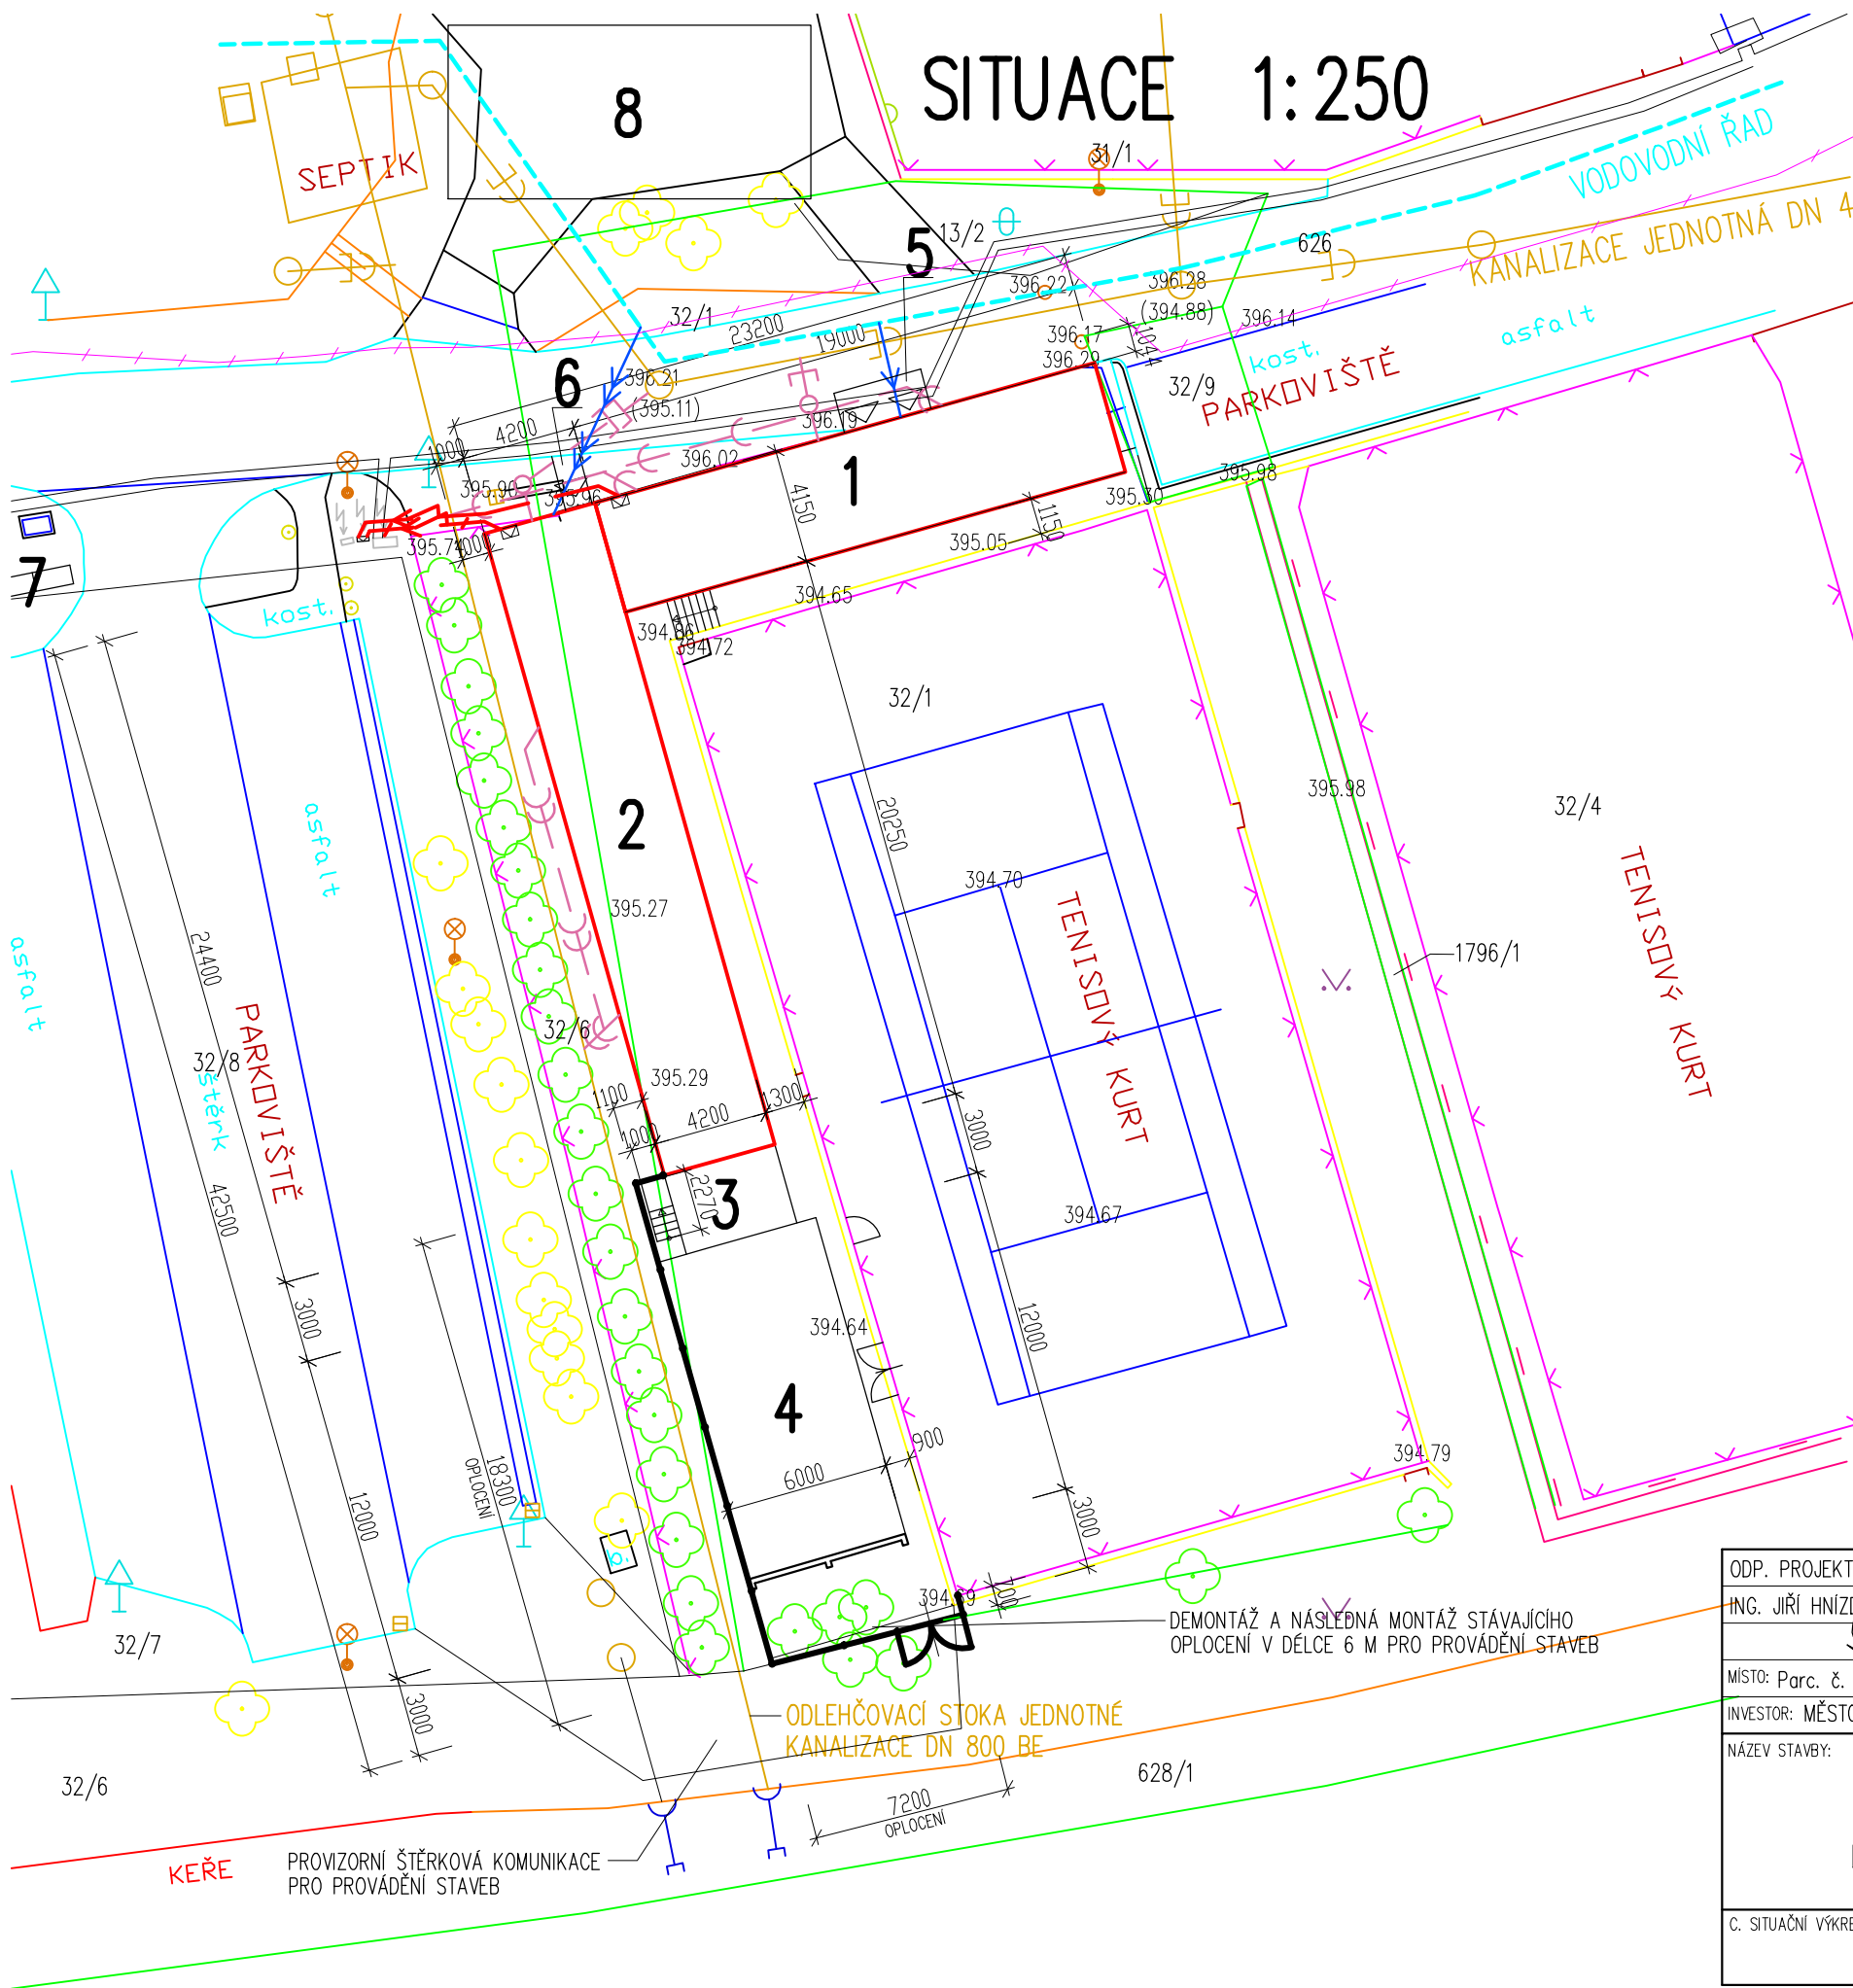 SITUACE 1:250
8
SEPTIK
31/1
VODOVODNÍ ŘAD
5
13/2
626
KANALIZACE JEDNOTNÁ DN 4
396.22
396.28
(394.88)
32/1
23200
19000
396.17
1044
396.14
asfalt
396.29
kost.
32/9
PARKOVIŠTĚ
6
396.21
(395.11)
4200
1000
396.19
396.02
1
395.98
395.90
395.96
395.30
4150
1150
395.74
1000
395.05
7
kost.
394.65
394.86
394.72
32/1
asfalt
2
20250
395.98
32/4
394.70
TENISOVÝ KURT
TENISOVÝ KURT
395.27
24400
asfalt
1796/1
PARKOVIŠTĚ
32/8
štěrk
32/6
395.29
1100
4200
1300
1000
3000
42500
2270
3
394.67
3000
12000
394.64
4
18300
OPLOCENÍ
900
6000
394.79
12000
3000
b.
700
32/7
DEMONTÁŽ A NÁSLEDNÁ MONTÁŽ STÁVAJÍCÍHO
OPLOCENÍ V DÉLCE 6 M PRO PROVÁDĚNÍ STAVEB
3000
ODLEHČOVACÍ STOKA JEDNOTNÉ
KANALIZACE DN 800 BE
32/6
628/1
7200
OPLOCENÍ
KEŘE
PROVIZORNÍ ŠTĚRKOVÁ KOMUNIKACE
PRO PROVÁDĚNÍ STAVEB
ODP. PROJEKT
ING. JIŘÍ HNÍZD
MÍSTO: Parc. č.
INVESTOR: MĚSTO
NÁZEV STAVBY:
C. SITUAČNÍ VÝKRE